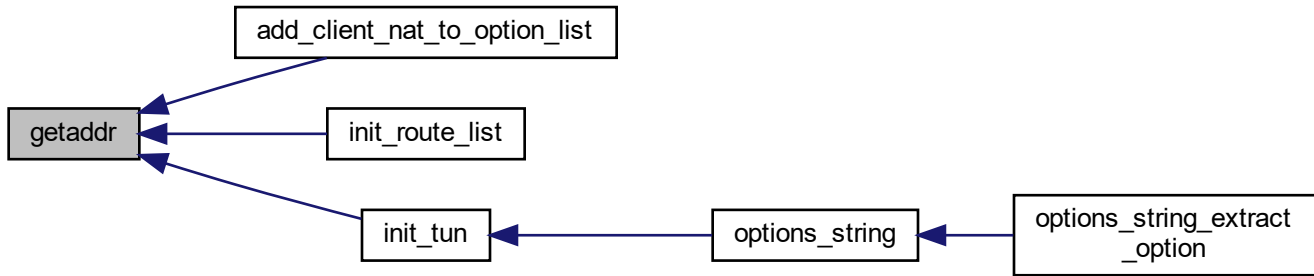 add_client_nat_to_option_list
getaddr
init_route_list
init_tun
options_string
options_string_extract
_option